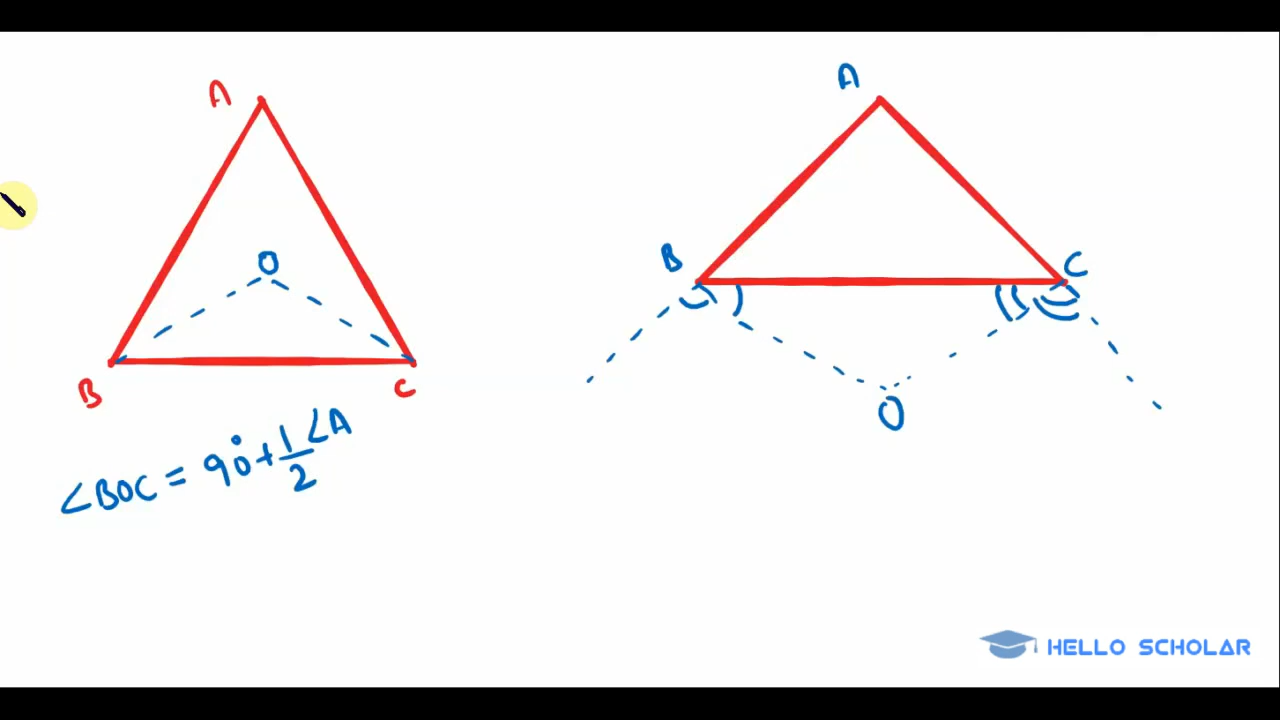 A
B
O
C
∠BOC = 90° + 1/2 ∠A
A
B
C
O
HELLO SCHOLAR